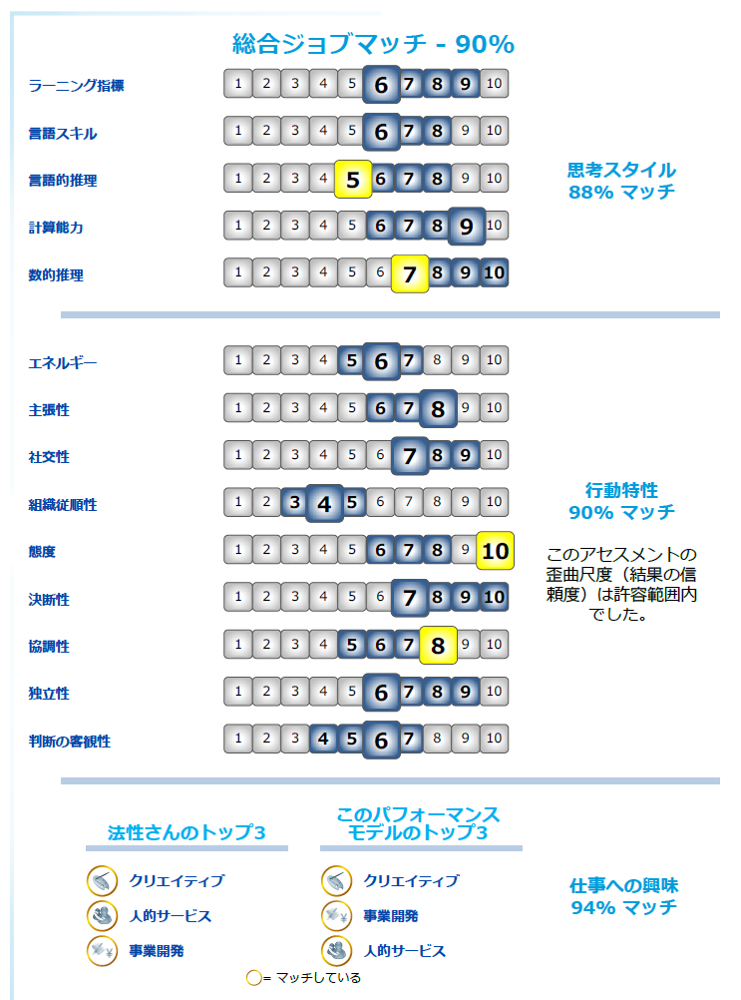 総合ジョブマッチ - 90%
ラーニング指標 1 2 3 4 5 6 7 8 9 10
言語スキル 1 2 3 4 5 6 7 8 9 10
言語的推理 1 2 3 4 5 6 7 8 9 10
計算能力 1 2 3 4 5 6 7 8 9 10
数的推理 1 2 3 4 5 6 7 8 9 10
思考スタイル
88% マッチ
エネルギー 1 2 3 4 5 6 7 8 9 10
主張性 1 2 3 4 5 6 7 8 9 10
社交性 1 2 3 4 5 6 7 8 9 10
組織従順性 1 2 3 4 5 6 7 8 9 10
態度 1 2 3 4 5 6 7 8 9 10
決断性 1 2 3 4 5 6 7 8 9 10
協調性 1 2 3 4 5 6 7 8 9 10
独立性 1 2 3 4 5 6 7 8 9 10
判断の客観性 1 2 3 4 5 6 7 8 9 10
行動特性
90% マッチ
このアセスメントの
歪曲尺度（結果の信
頼度）は許容範囲内
でした。
法性さんのトップ3
クリエイティブ
人的サービス
事業開発
このパフォーマンス
モデルのトップ3
クリエイティブ
事業開発
人的サービス
仕事への興味
94% マッチ
= マッチしている